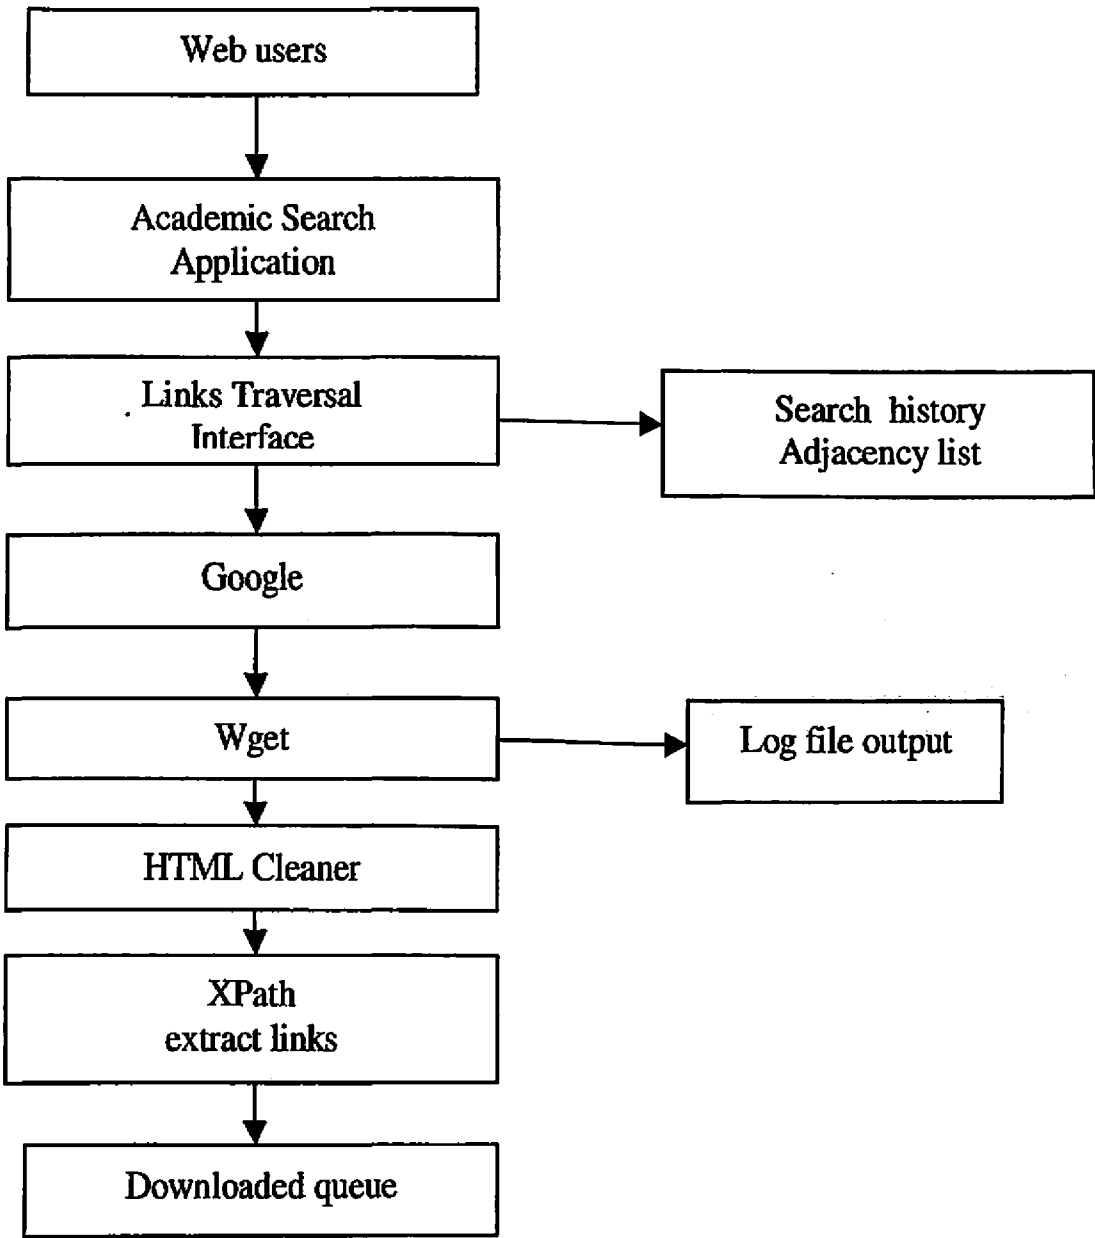 Web users
Academic Search
Application
Links Traversal
Interface
Search history
Adjacency list
Google
Wget
Log file output
HTML Cleaner
XPath
extract links
Downloaded queue